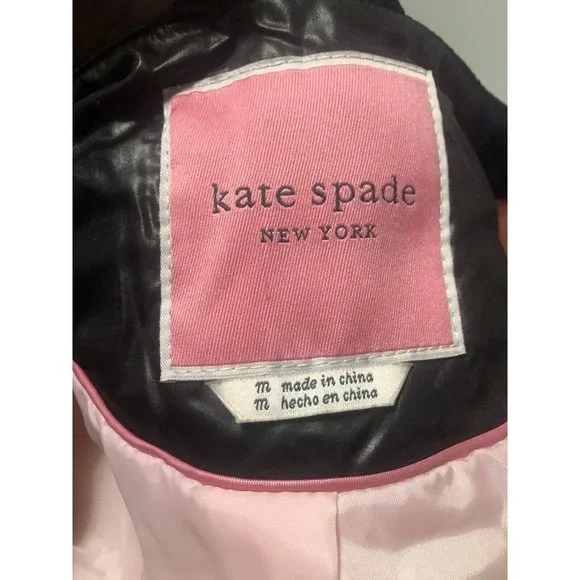 kate spade
NEW YORK
m made in china
m hecho en china